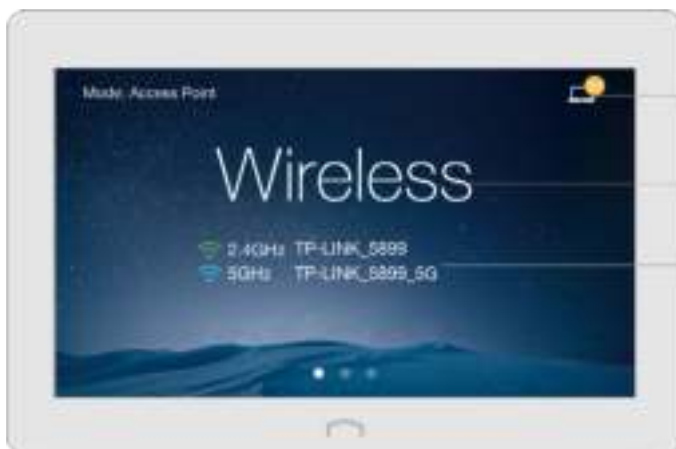 Mode: Access Point
Wireless
2.4GHz TP-LINK_5899
5GHz TP-LINK_5899_5G